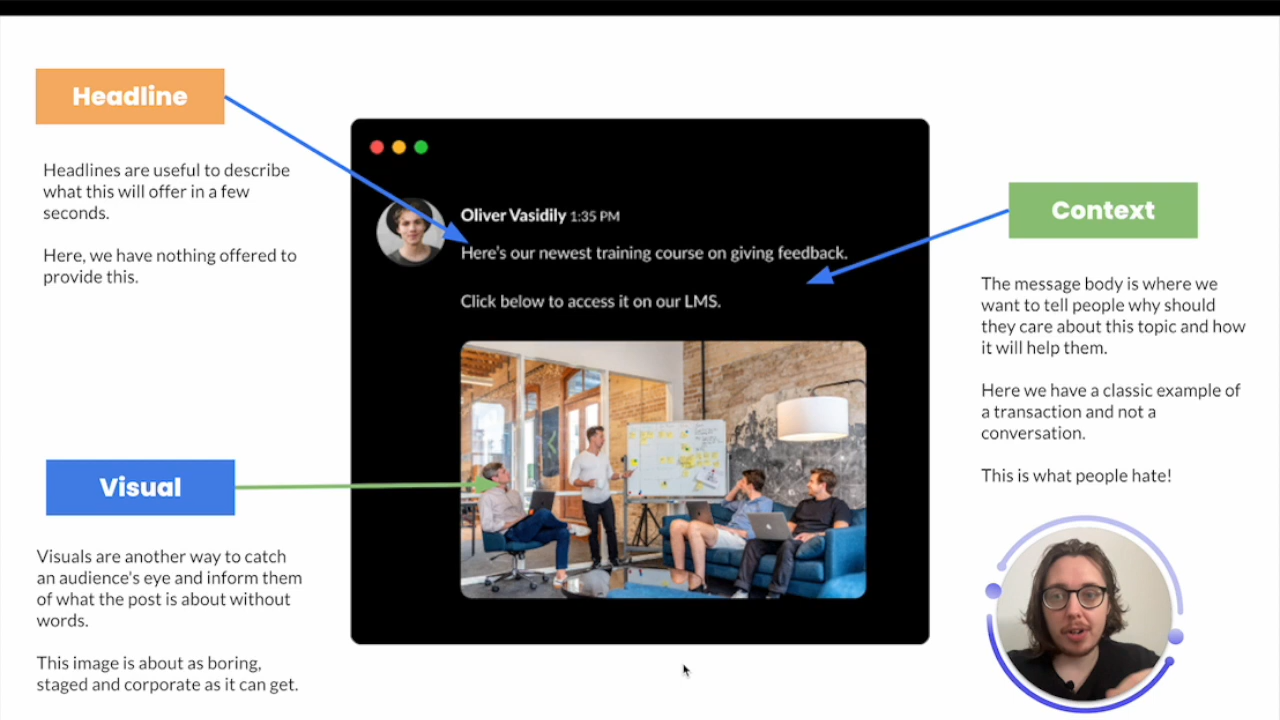 Headline
Headlines are useful to describe
what this will offer in a few
seconds.
Here, we have nothing offered to
provide this.
Visual
Visuals are another way to catch
an audience's eye and inform them
of what the post is about without
words.
This image is about as boring,
staged and corporate as it can get.
Oliver Vasidily 1:35 PM
Here's our newest training course on giving feedback.
Click below to access it on our LMS.
Context
The message body is where we
want to tell people why should
they care about this topic and how
it will help them.
Here we have a classic example of
a transaction and not a
conversation.
This is what people hate!